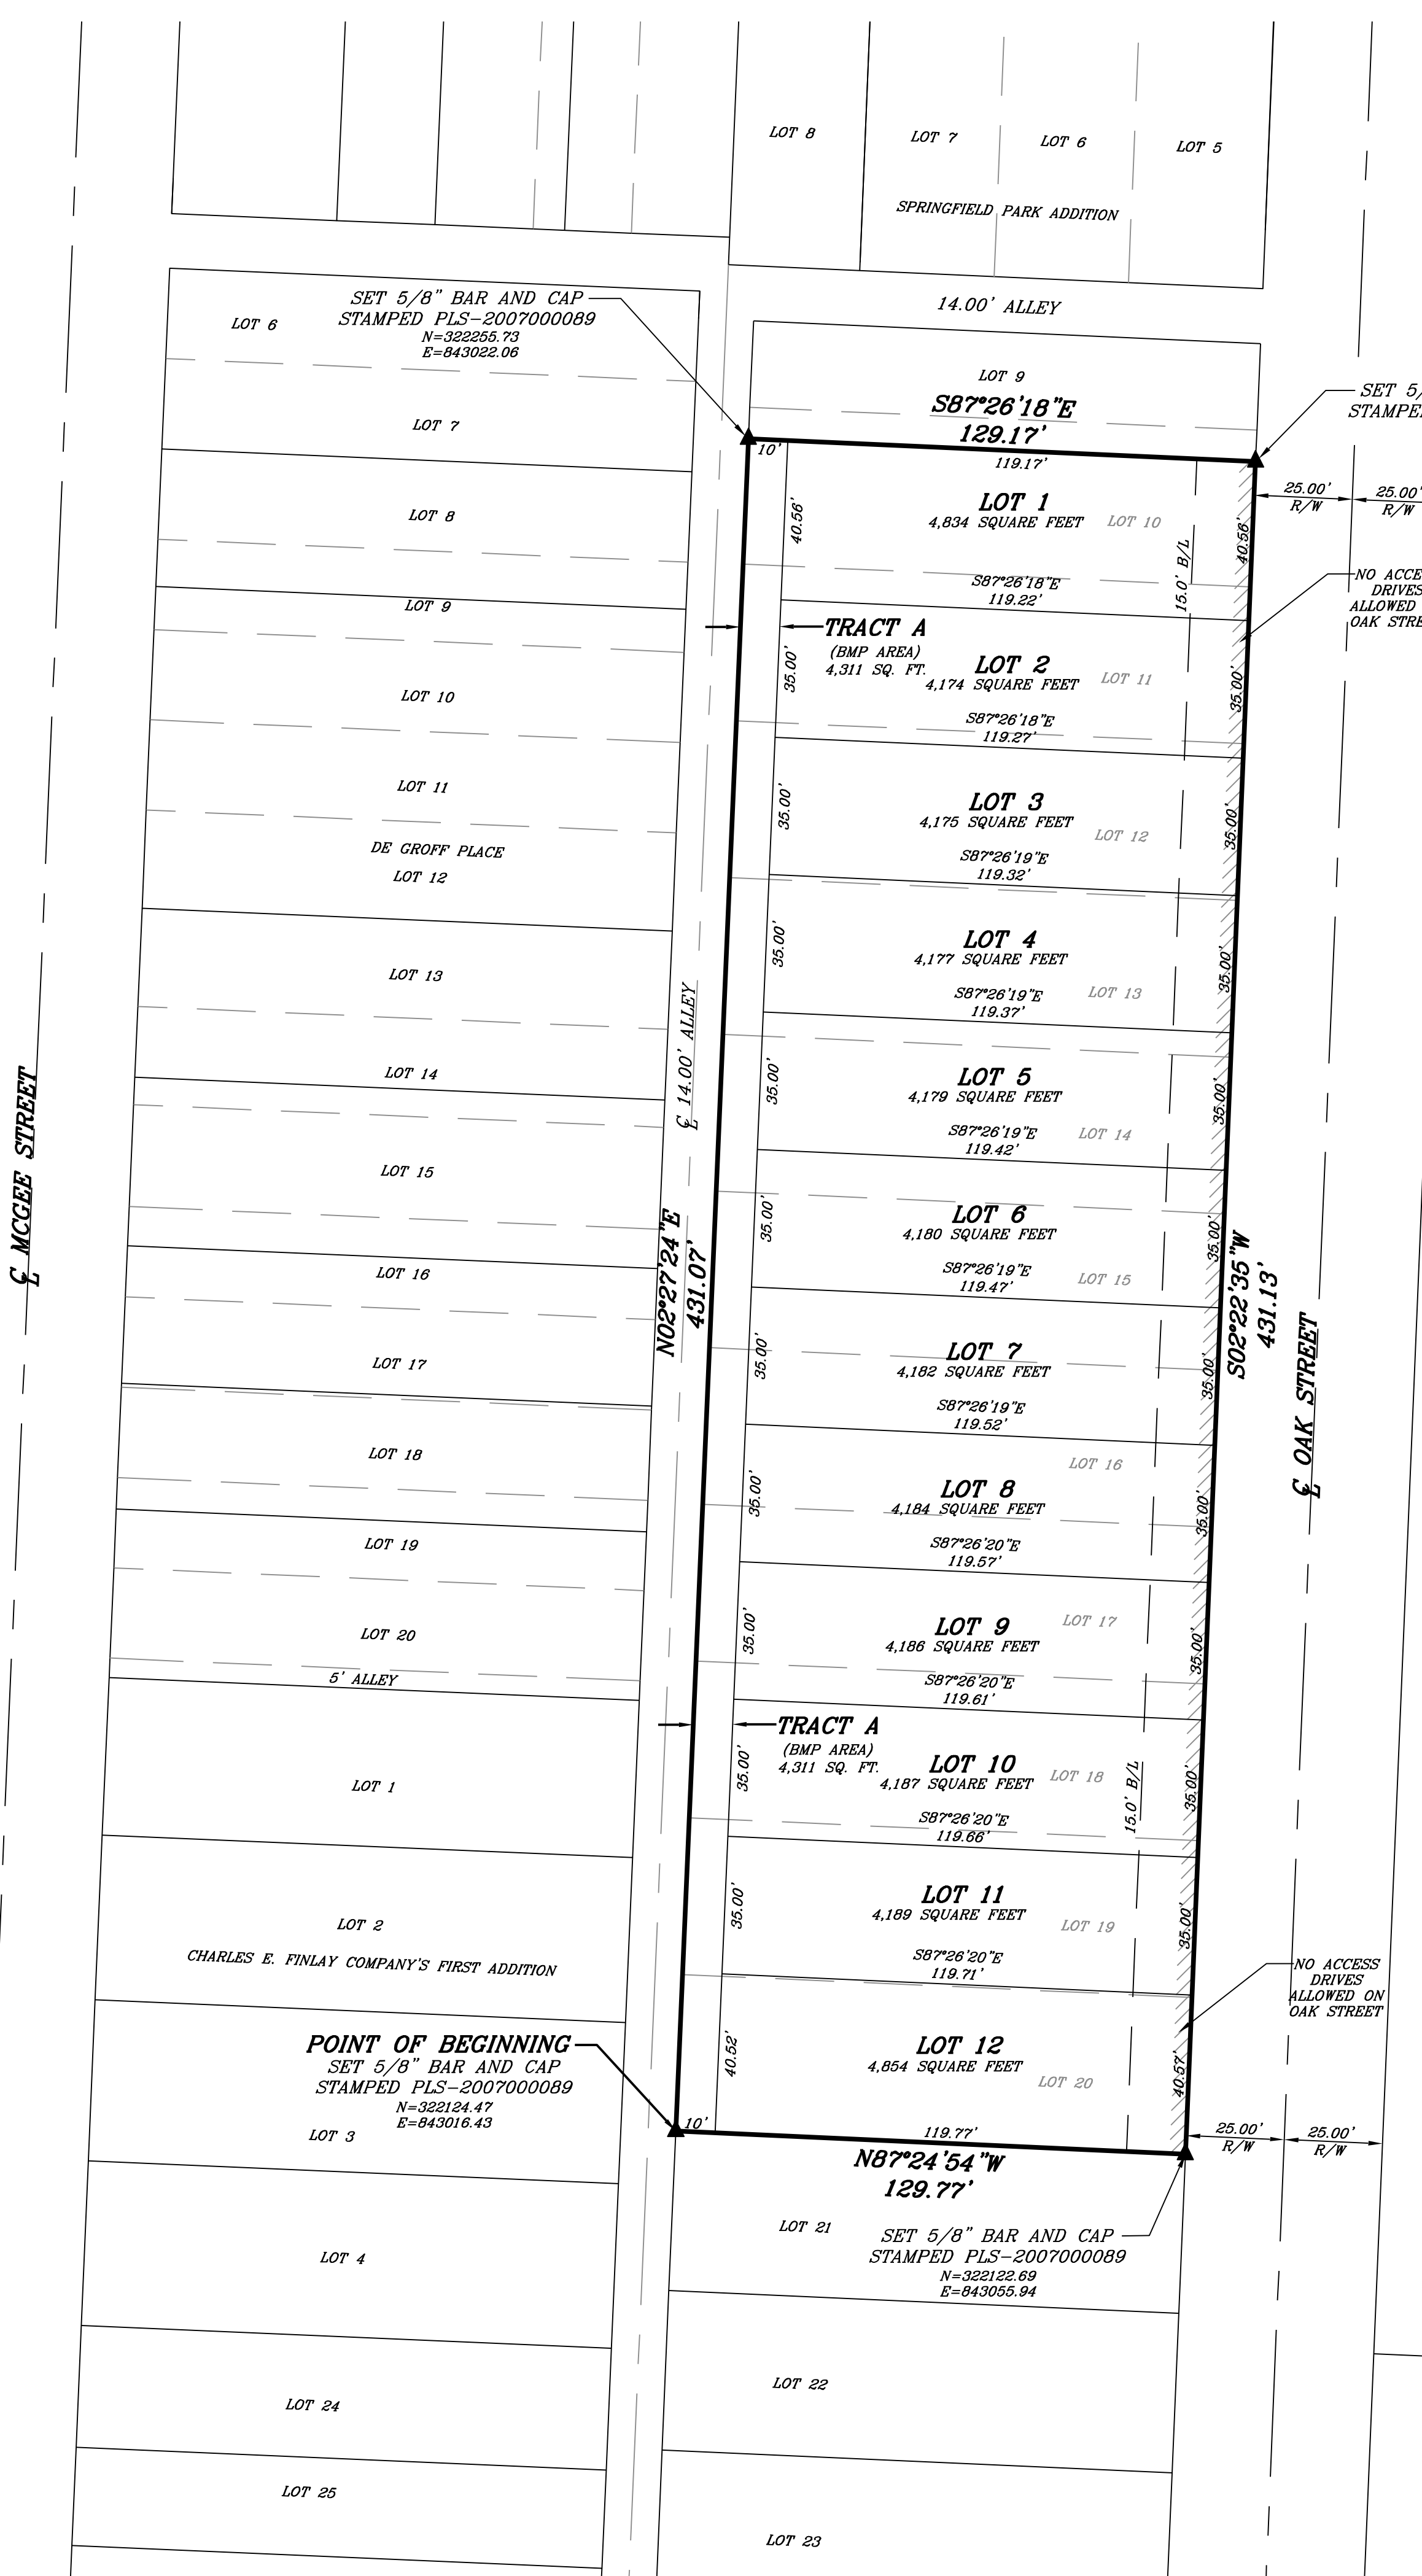 LOT 8
LOT 7
LOT 6
LOT 5
SPRINGFIELD PARK ADDITION
14.00' ALLEY
SET 5/8" BAR AND CAP
STAMPED PLS-2007000089
N=322255.73
E=843022.06
LOT 6
LOT 7
LOT 8
LOT 9
LOT 10
LOT 11
DE GROFF PLACE
LOT 12
LOT 13
LOT 14
LOT 15
LOT 16
LOT 17
LOT 18
LOT 19
LOT 20
5' ALLEY
LOT 1
LOT 2
CHARLES E. FINLAY COMPANY'S FIRST ADDITION
POINT OF BEGINNING
SET 5/8" BAR AND CAP
STAMPED PLS-2007000089
N=322124.47
E=843016.43
LOT 3
LOT 4
LOT 24
LOT 25
℄ MCGEE STREET
℄ 14.00' ALLEY
N02°27'24"E
431.07'
LOT 9
S87°26'18"E
129.17'
10'
119.17'
LOT 1
4,834 SQUARE FEET
LOT 10
40.56'
40.56'
15.0' B/L
S87°26'18"E
119.22'
TRACT A
(BMP AREA)
4,311 SQ. FT.
LOT 2
4,174 SQUARE FEET
LOT 11
35.00'
35.00'
S87°26'18"E
119.27'
LOT 3
4,175 SQUARE FEET
LOT 12
35.00'
35.00'
S87°26'19"E
119.32'
LOT 4
4,177 SQUARE FEET
LOT 13
35.00'
35.00'
S87°26'19"E
119.37'
LOT 5
4,179 SQUARE FEET
LOT 14
35.00'
35.00'
S87°26'19"E
119.42'
LOT 6
4,180 SQUARE FEET
LOT 15
35.00'
35.00'
S87°26'19"E
119.47'
LOT 7
4,182 SQUARE FEET
35.00'
35.00'
S87°26'19"E
119.52'
LOT 16
LOT 8
4,184 SQUARE FEET
35.00'
35.00'
S87°26'20"E
119.57'
LOT 9
4,186 SQUARE FEET
LOT 17
35.00'
35.00'
S87°26'20"E
119.61'
TRACT A
(BMP AREA)
4,311 SQ. FT.
LOT 10
4,187 SQUARE FEET
LOT 18
35.00'
35.00'
15.0' B/L
S87°26'20"E
119.66'
LOT 11
4,189 SQUARE FEET
LOT 19
35.00'
35.00'
S87°26'20"E
119.71'
LOT 12
4,854 SQUARE FEET
LOT 20
40.52'
40.57'
10'
119.77'
N87°24'54"W
129.77'
LOT 21
SET 5/8" BAR AND CAP
STAMPED PLS-2007000089
N=322122.69
E=843055.94
LOT 22
LOT 23
SET 5/
STAMPE
25.00'
R/W
25.00'
R/W
NO ACCE
DRIVES
ALLOWED
OAK STRE
S02°22'35"W
431.13'
℄ OAK STREET
NO ACCESS
DRIVES
ALLOWED ON
OAK STREET
25.00'
R/W
25.00'
R/W